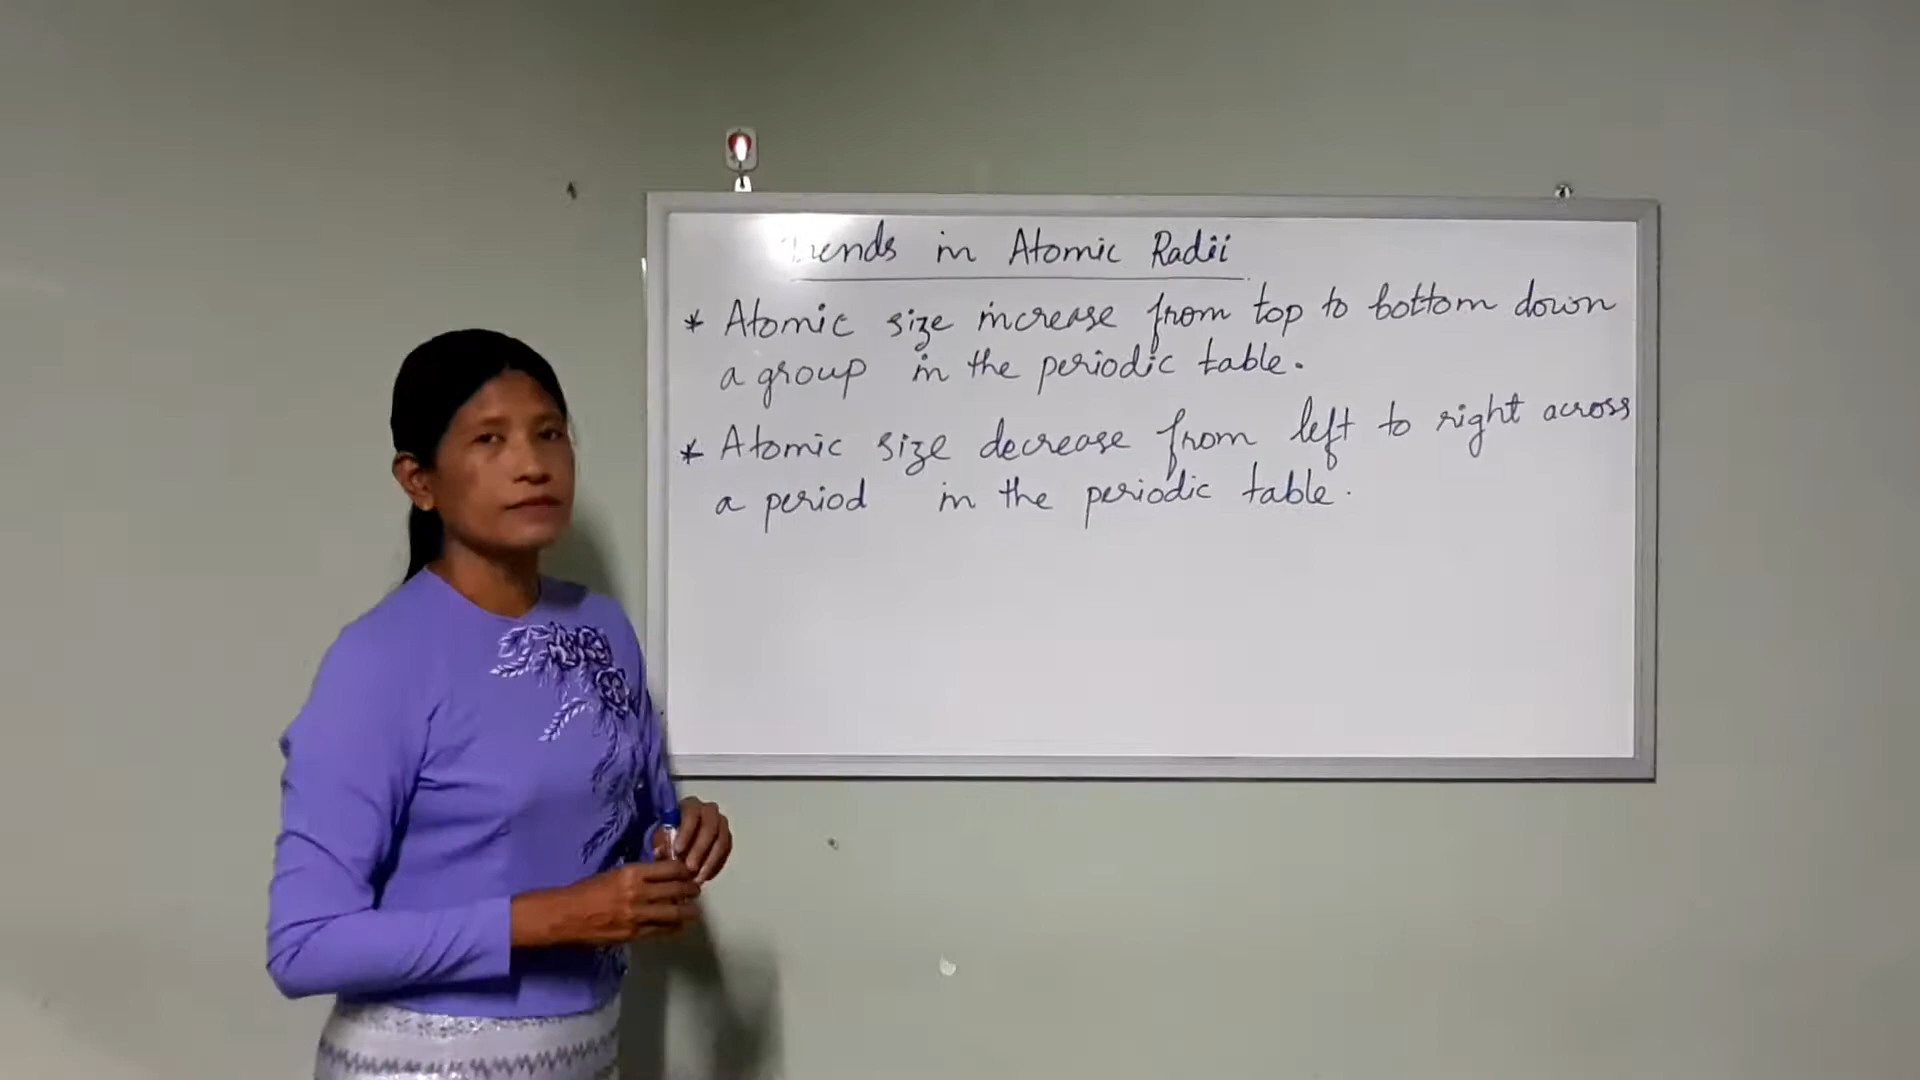 Trends in Atomic Radii
* Atomic size increase from top to bottom down
a group in the periodic table.
* Atomic size decrease from left to right across
a period in the periodic table.